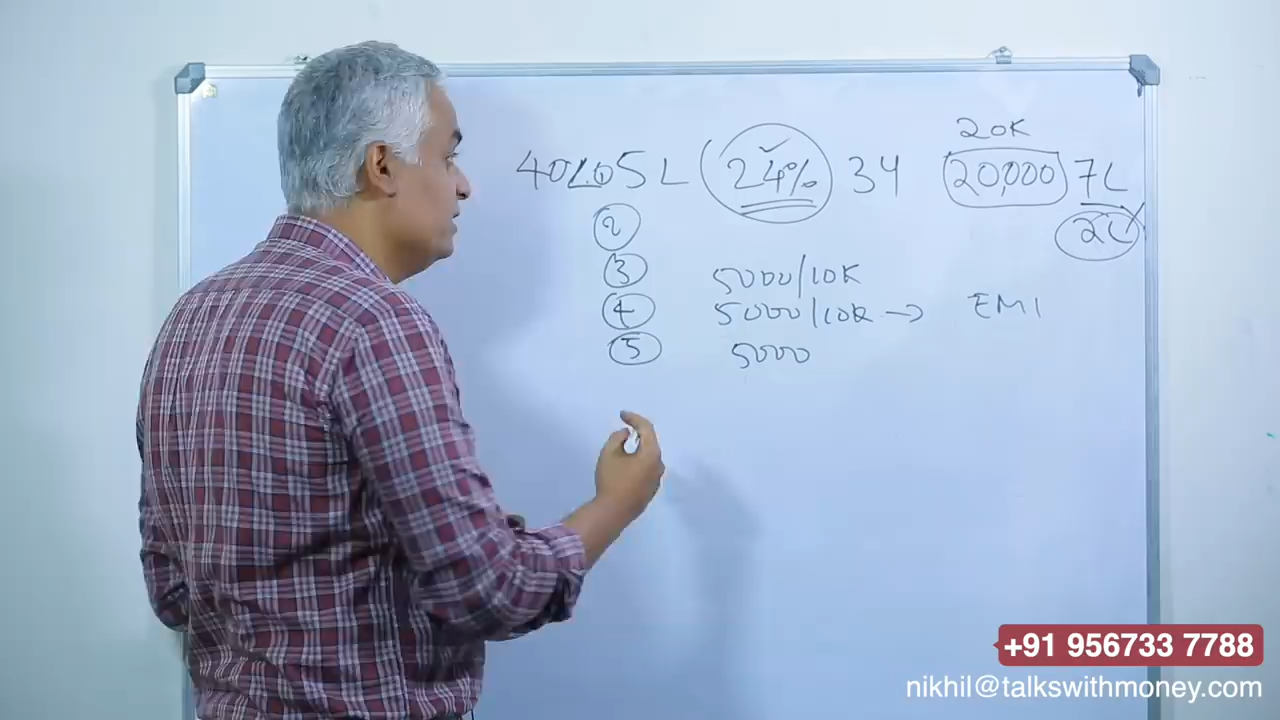 20K
5L 24% 34 20,000 7L
2 2L
3 5000/10K
4 5000/10K → EMI
5 5000
+91 956733 7788
nikhil@talkswithmoney.com